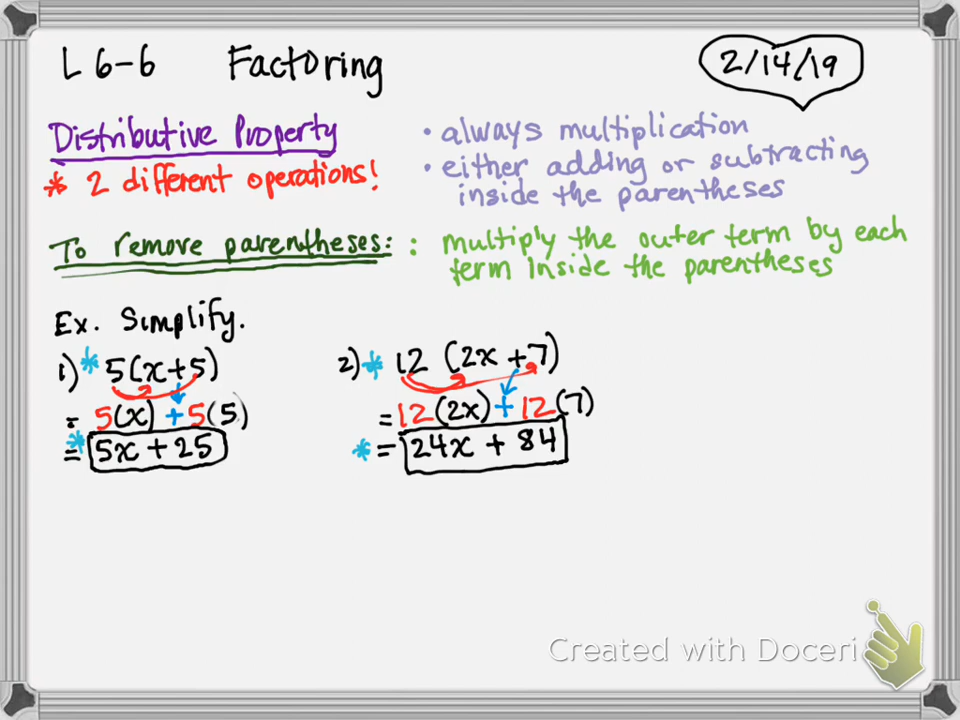 L 6-6 Factoring
2/14/19
Distributive Property
* 2 different operations!
• always multiplication
• either adding or subtracting
inside the parentheses
To remove parentheses: : multiply the outer term by each
term inside the parentheses
Ex. Simplify.
1) * 5(x+5)
= 5(x) + 5(5)
* = 5x + 25
2) * 12 (2x +7)
= 12(2x) + 12(7)
* = 24x + 84
Created with Doceri